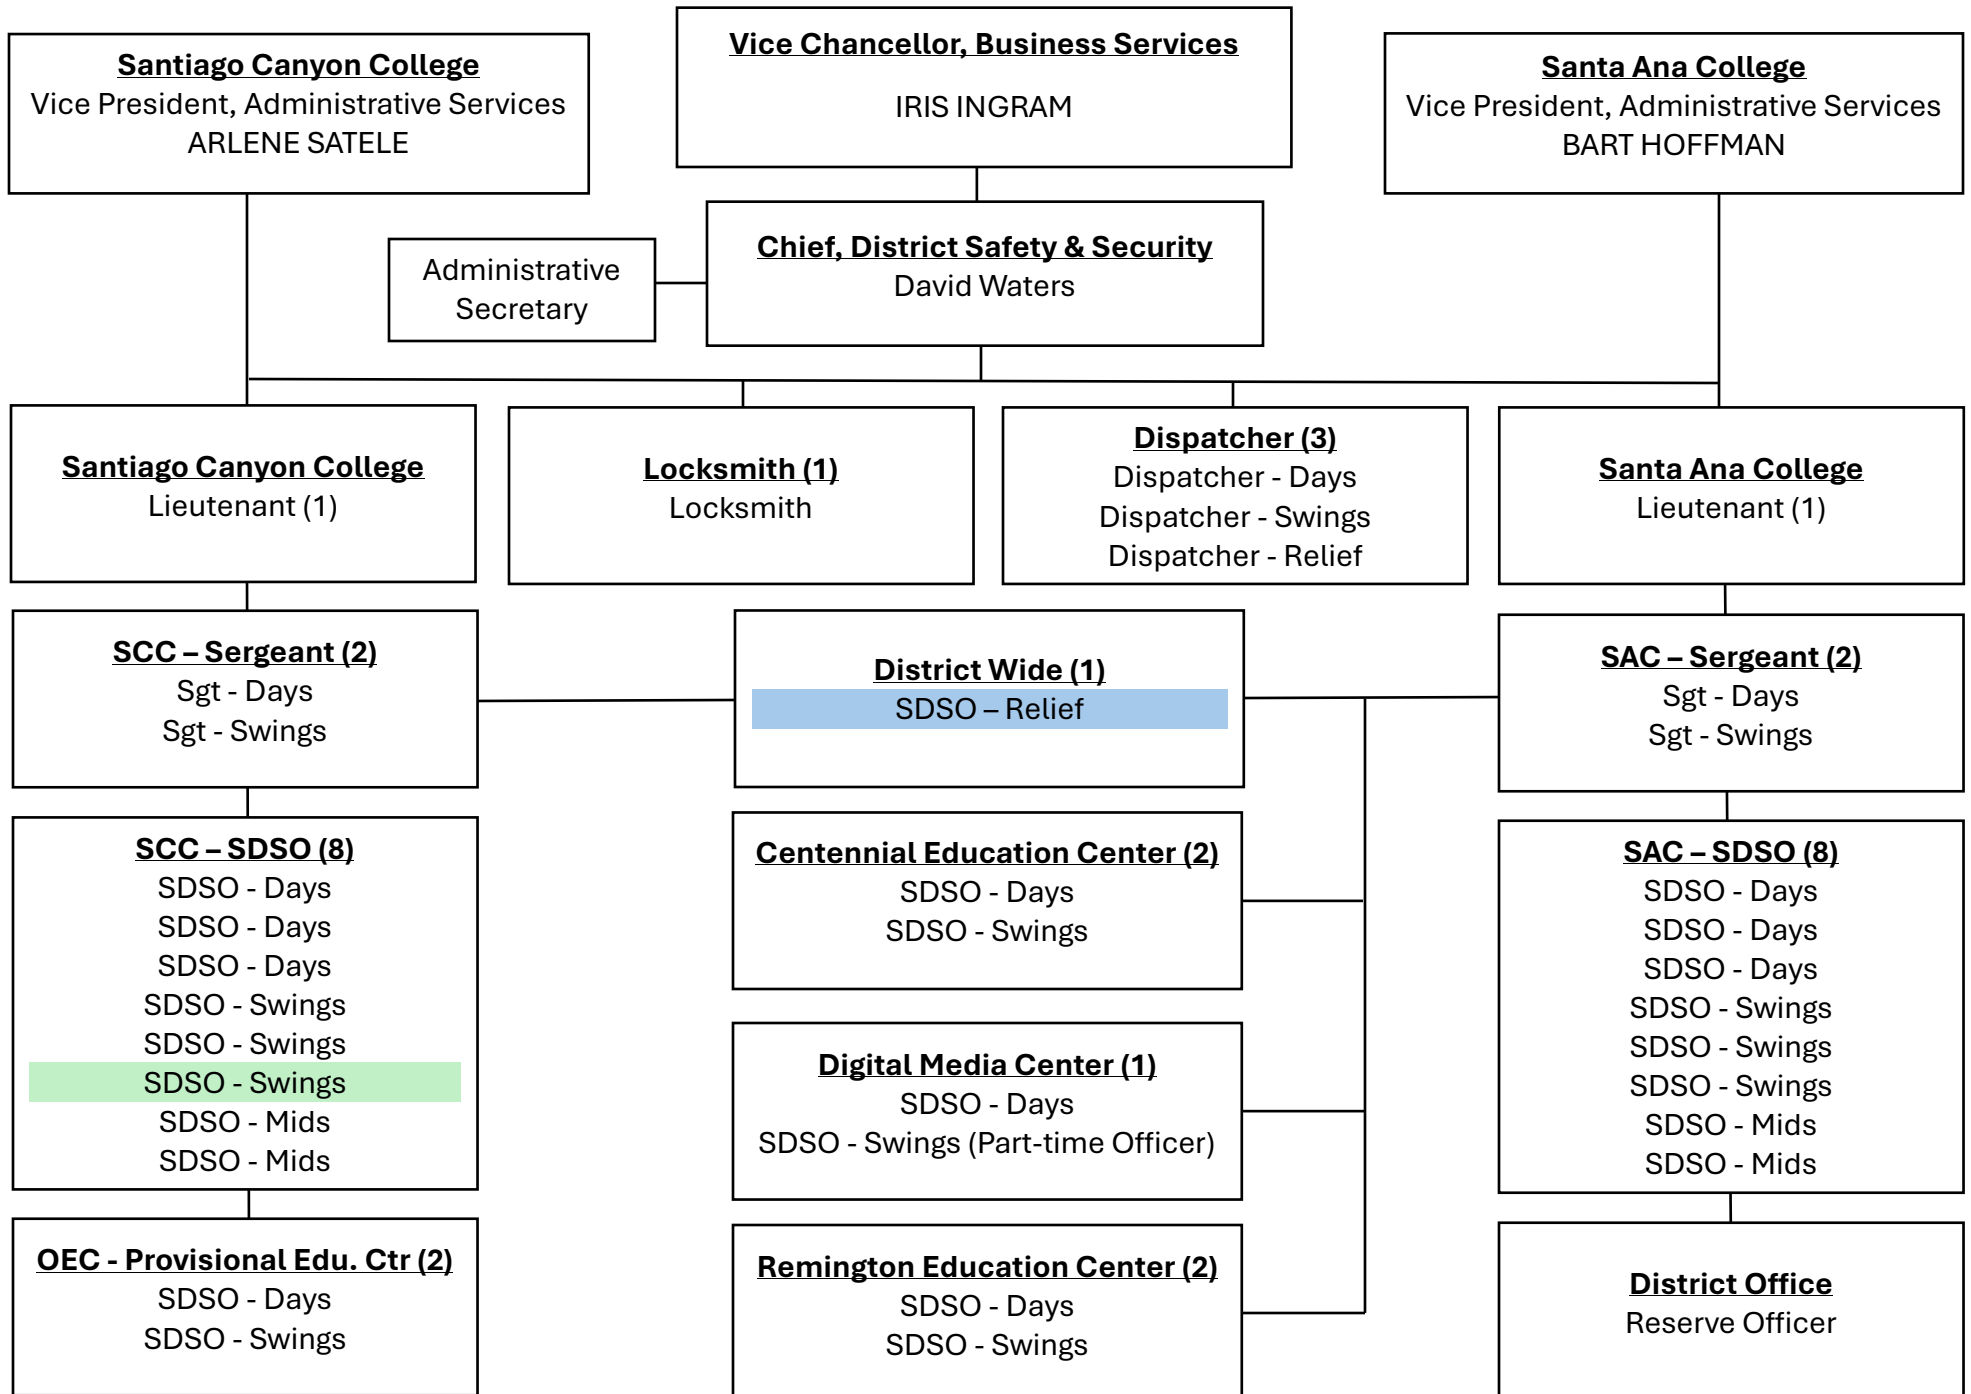 Santiago Canyon College
Vice President, Administrative Services
ARLENE SATELE
Vice Chancellor, Business Services
IRIS INGRAM
Santa Ana College
Vice President, Administrative Services
BART HOFFMAN
Administrative
Secretary
Chief, District Safety & Security
David Waters
Santiago Canyon College
Lieutenant (1)
Locksmith (1)
Locksmith
Dispatcher (3)
Dispatcher - Days
Dispatcher - Swings
Dispatcher - Relief
Santa Ana College
Lieutenant (1)
SCC – Sergeant (2)
Sgt - Days
Sgt - Swings
District Wide (1)
SDSO – Relief
SAC – Sergeant (2)
Sgt - Days
Sgt - Swings
SCC – SDSO (8)
SDSO - Days
SDSO - Days
SDSO - Days
SDSO - Swings
SDSO - Swings
SDSO - Swings
SDSO - Mids
SDSO - Mids
Centennial Education Center (2)
SDSO - Days
SDSO - Swings
Digital Media Center (1)
SDSO - Days
SDSO - Swings (Part-time Officer)
SAC – SDSO (8)
SDSO - Days
SDSO - Days
SDSO - Days
SDSO - Swings
SDSO - Swings
SDSO - Swings
SDSO - Mids
SDSO - Mids
OEC - Provisional Edu. Ctr (2)
SDSO - Days
SDSO - Swings
Remington Education Center (2)
SDSO - Days
SDSO - Swings
District Office
Reserve Officer